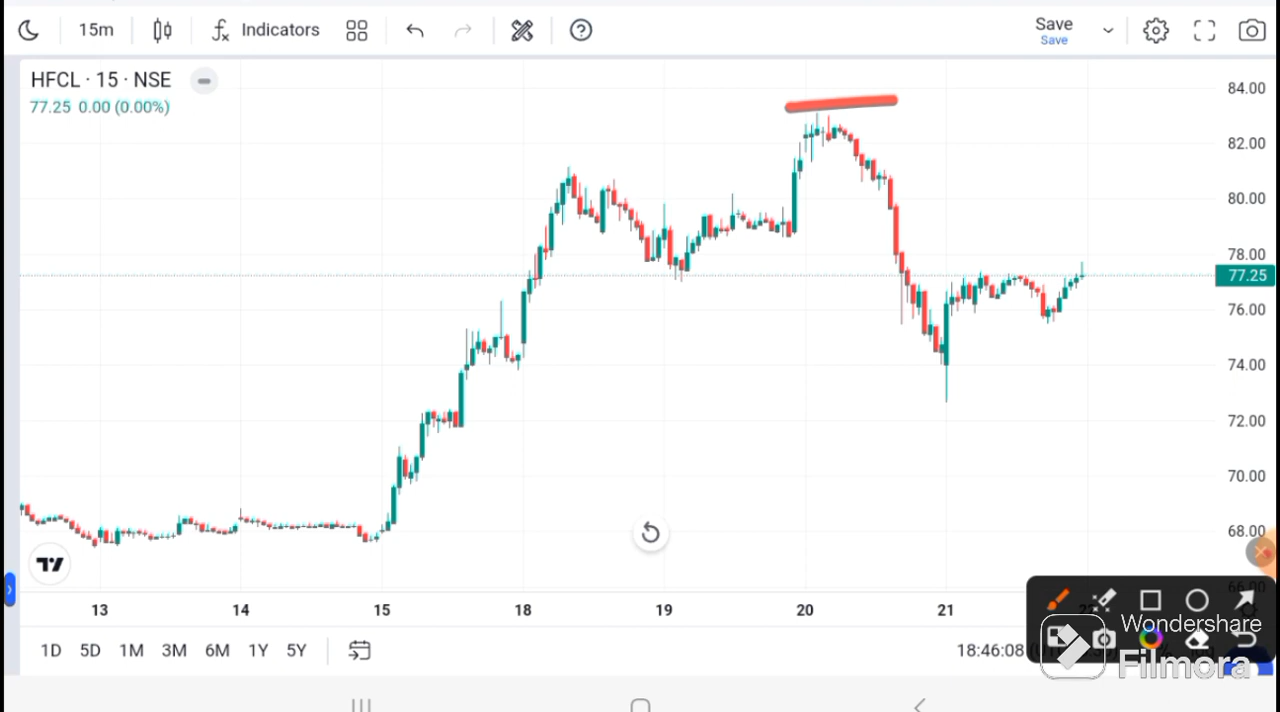 15m
Indicators
Save
Save
HFCL · 15 · NSE
77.25 0.00 (0.00%)
84.00
82.00
80.00
78.00
77.25
76.00
74.00
72.00
70.00
68.00
66.00
13 14 15 18 19 20 21
1D 5D 1M 3M 6M 1Y 5Y
18:46:08
Wondershare
Filmora